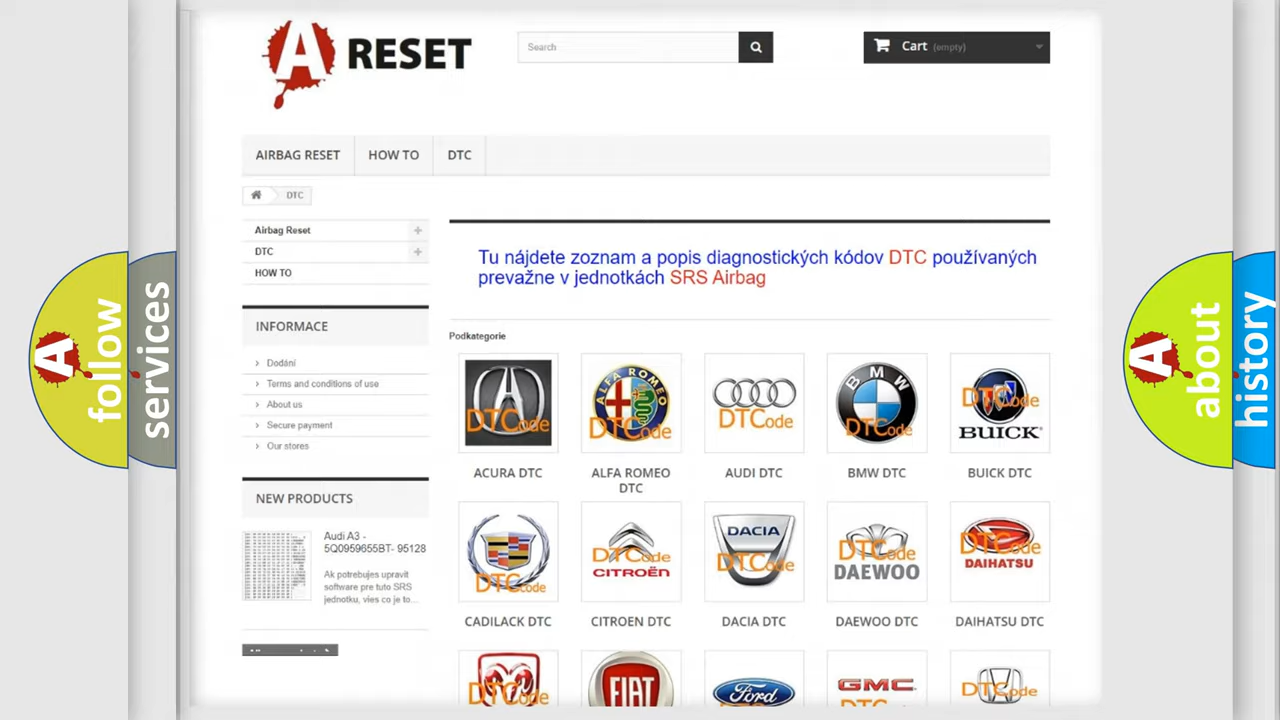 A RESET
Search
Cart (empty)
AIRBAG RESET
HOW TO
DTC
DTC
Airbag Reset
DTC
HOW TO
INFORMACE
Dodání
Terms and conditions of use
About us
Secure payment
Our stores
NEW PRODUCTS
Audi A3 -
5Q0959655BT- 95128
Ak potrebujes upravit
software pre tuto SRS
jednotku, vies co je to...
Tu nájdete zoznam a popis diagnostických kódov DTC používaných
prevažne v jednotkách SRS Airbag
Podkategorie
DTCode
ALFA ROMEO
DTCode
DTCode
BMW
DTCode
DTCode
BUICK
ACURA DTC
ALFA ROMEO
DTC
AUDI DTC
BMW DTC
BUICK DTC
DTCode
DTCode
CITROËN
DACIA
DTCode
DTCode
DAEWOO
DTCode
DAIHATSU
CADILACK DTC
CITROEN DTC
DACIA DTC
DAEWOO DTC
DAIHATSU DTC
DTCode
FIAT
Ford
GMC
DTCode
A follow
services
A about
history